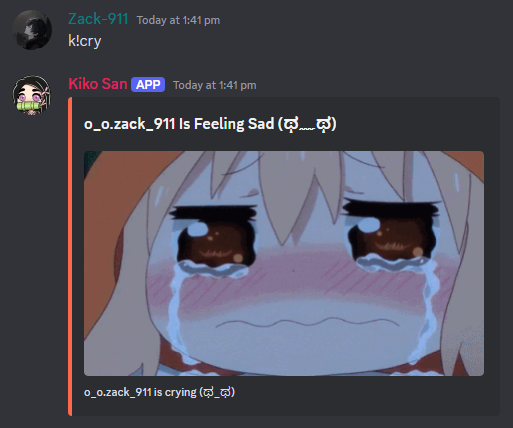 Zack-911 Today at 1:41 pm
k!cry
Kiko San APP Today at 1:41 pm
o_o.zack_911 Is Feeling Sad (ಥ﹏ಥ)
o_o.zack_911 is crying (ಥ_ಥ)